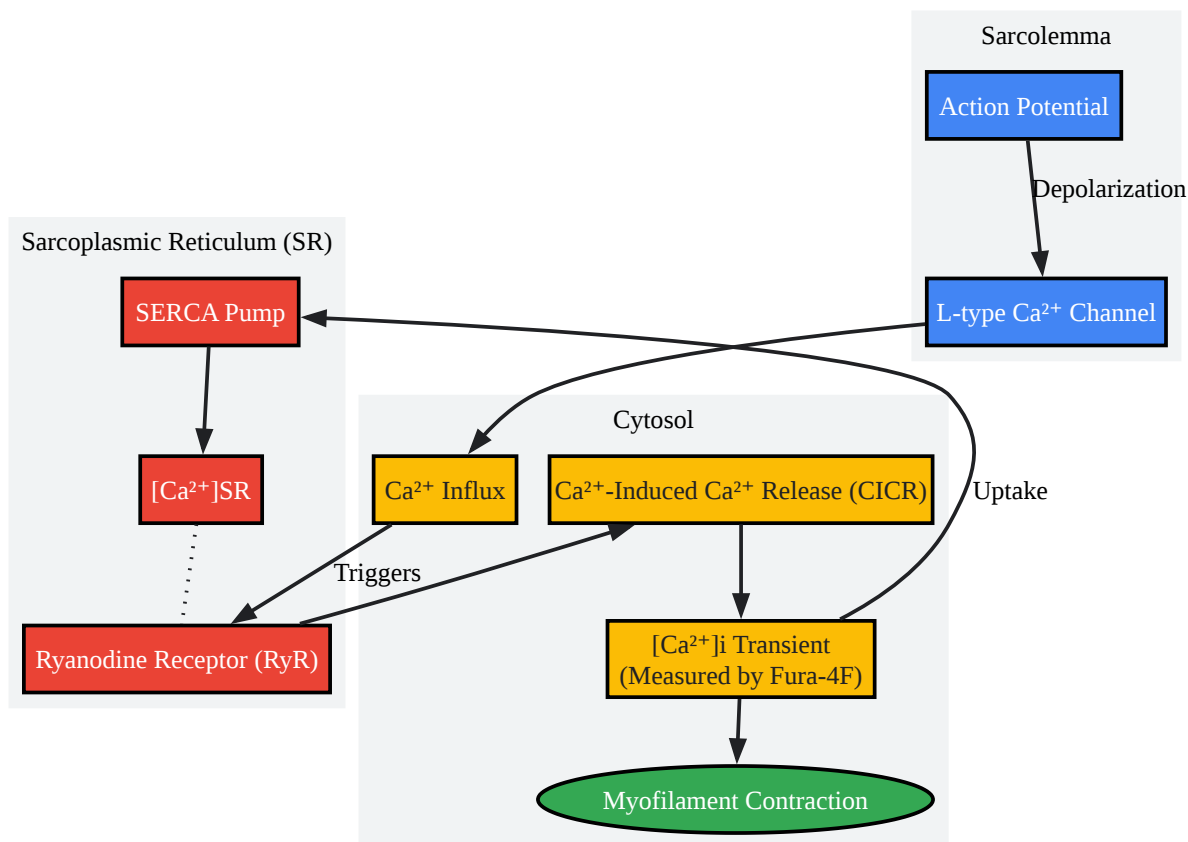 Sarcolemma
Action Potential
Depolarization
Sarcoplasmic Reticulum (SR)
SERCA Pump
L-type Ca²⁺ Channel
Cytosol
[Ca²⁺]SR
Ca²⁺ Influx
Ca²⁺-Induced Ca²⁺ Release (CICR)
Uptake
Triggers
Ryanodine Receptor (RyR)
[Ca²⁺]i Transient
(Measured by Fura-4F)
Myofilament Contraction